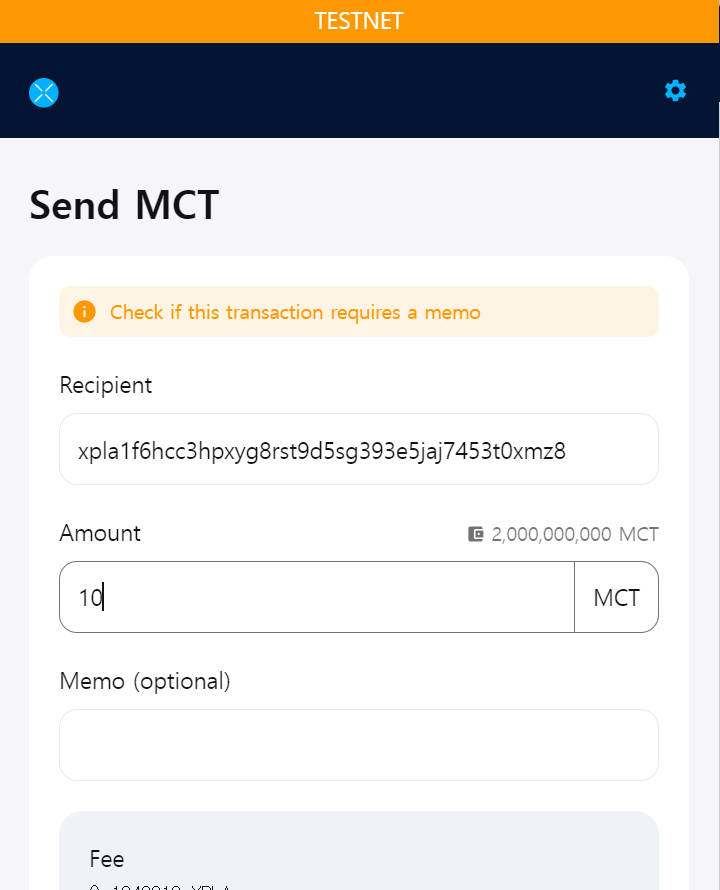 TESTNET
Send MCT
Check if this transaction requires a memo
Recipient
xpla1f6hcc3hpxyg8rst9d5sg393e5jaj7453t0xmz8
Amount
2,000,000,000 MCT
10
MCT
Memo (optional)
Fee